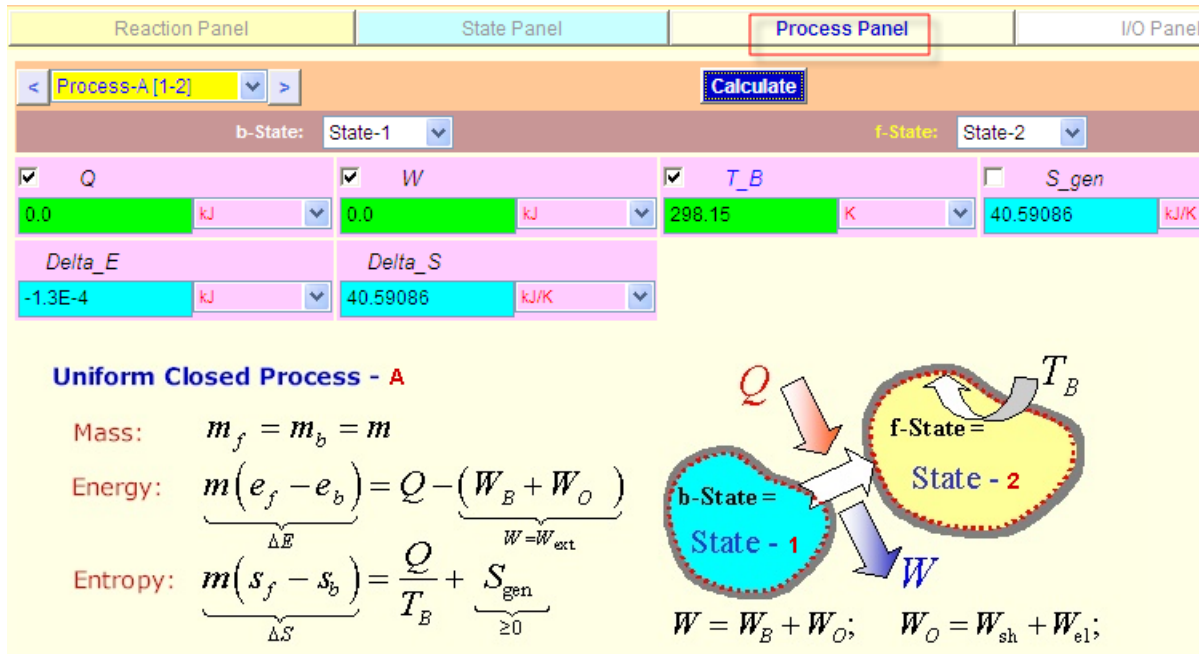 Reaction Panel State Panel Process Panel I/O Panel
< Process-A [1-2] > Calculate
b-State: State-1 f-State: State-2
Q W T_B S_gen
0.0 kJ 0.0 kJ 298.15 K 40.59086 kJ/K
Delta_E Delta_S
-1.3E-4 kJ 40.59086 kJ/K
Uniform Closed Process - A
Mass: m_f = m_b = m
Energy: m(e_f − e_b) = Q − (W_B + W_O )
ΔE W=W_ext
Entropy: m(s_f − s_b) = Q/T_B + S_gen
ΔS ≥0
Q T_B
f-State =
State - 2
b-State =
State - 1
W
W = W_B + W_O; W_O = W_sh + W_el;